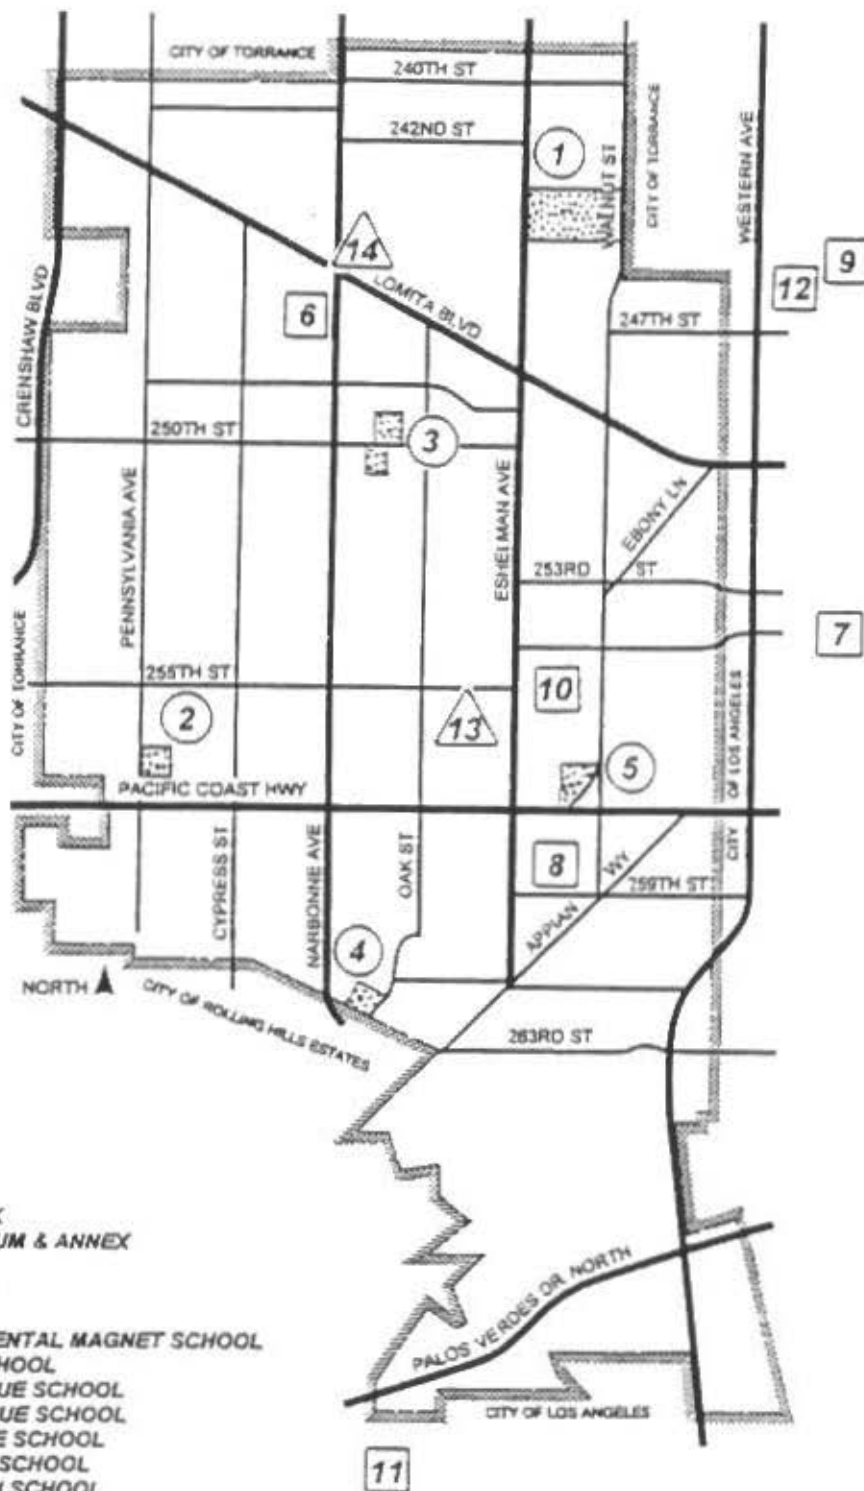 CITY OF TORRANCE
240TH ST
242ND ST
1
WALNUT ST
CITY OF TORRANCE
WESTERN AVE
9
12
14
LOMITA BLVD
6
247TH ST
CRENSHAW BLVD
250TH ST
3
PENNSYLVANIA AVE
ESHELMAN AVE
EBONY LN
253RD ST
7
CITY OF TORRANCE
255TH ST
10
2
13
5
CITY OF LOS ANGELES
PACIFIC COAST HWY
CYPRESS ST
NARBONNE AVE
OAK ST
8
APPIAN WY
259TH ST
4
NORTH
CITY OF ROLLING HILLS ESTATES
263RD ST
K
UM & ANNEX
PALOS VERDES DR NORTH
ENTAL MAGNET SCHOOL
CHOOL
UE SCHOOL
UE SCHOOL
E SCHOOL
SCHOOL
SCHOOL
CITY OF LOS ANGELES
11